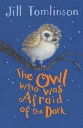 Jill Tomlinson
The Owl
who was
Afraid of
the Dark